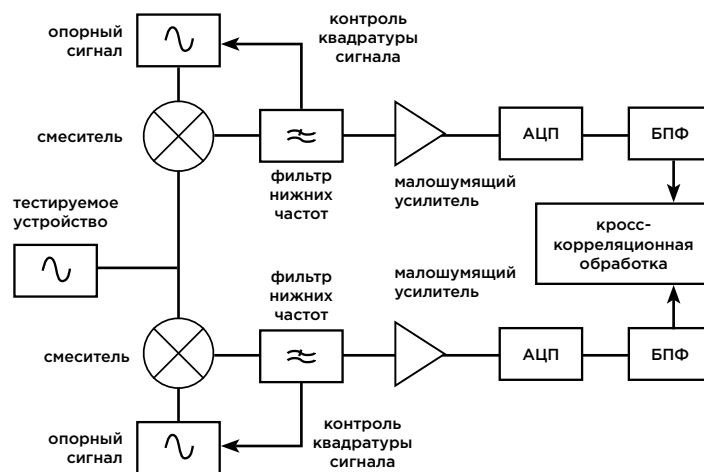 опорный
сигнал
контроль
квадратуры
сигнала
смеситель
АЦП
БПФ
фильтр
нижних
частот
малошумящий
усилитель
тестируемое
устройство
кросс-
корреляционная
обработка
фильтр
нижних
частот
малошумящий
усилитель
смеситель
АЦП
БПФ
опорный
сигнал
контроль
квадратуры
сигнала